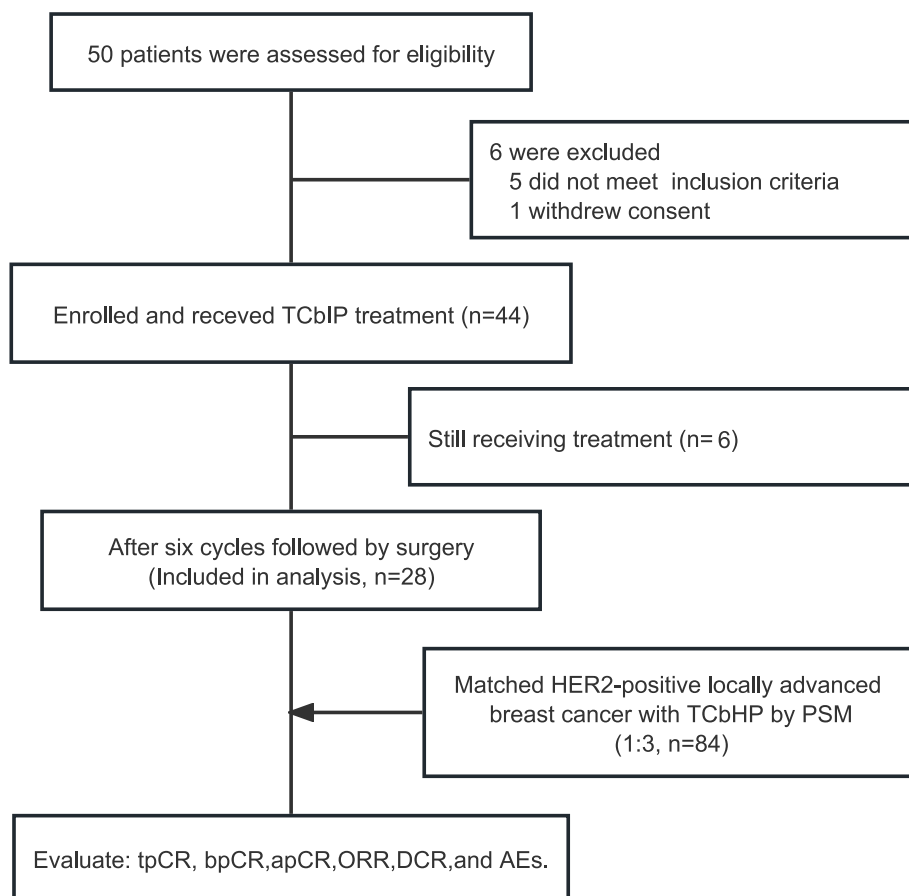 50 patients were assessed for eligibility
6 were excluded
5 did not meet inclusion criteria
1 withdrew consent
Enrolled and receved TCbIP treatment (n=44)
Still receiving treatment (n= 6)
After six cycles followed by surgery
(Included in analysis, n=28)
Matched HER2-positive locally advanced
breast cancer with TCbHP by PSM
(1:3, n=84)
Evaluate: tpCR, bpCR,apCR,ORR,DCR,and AEs.